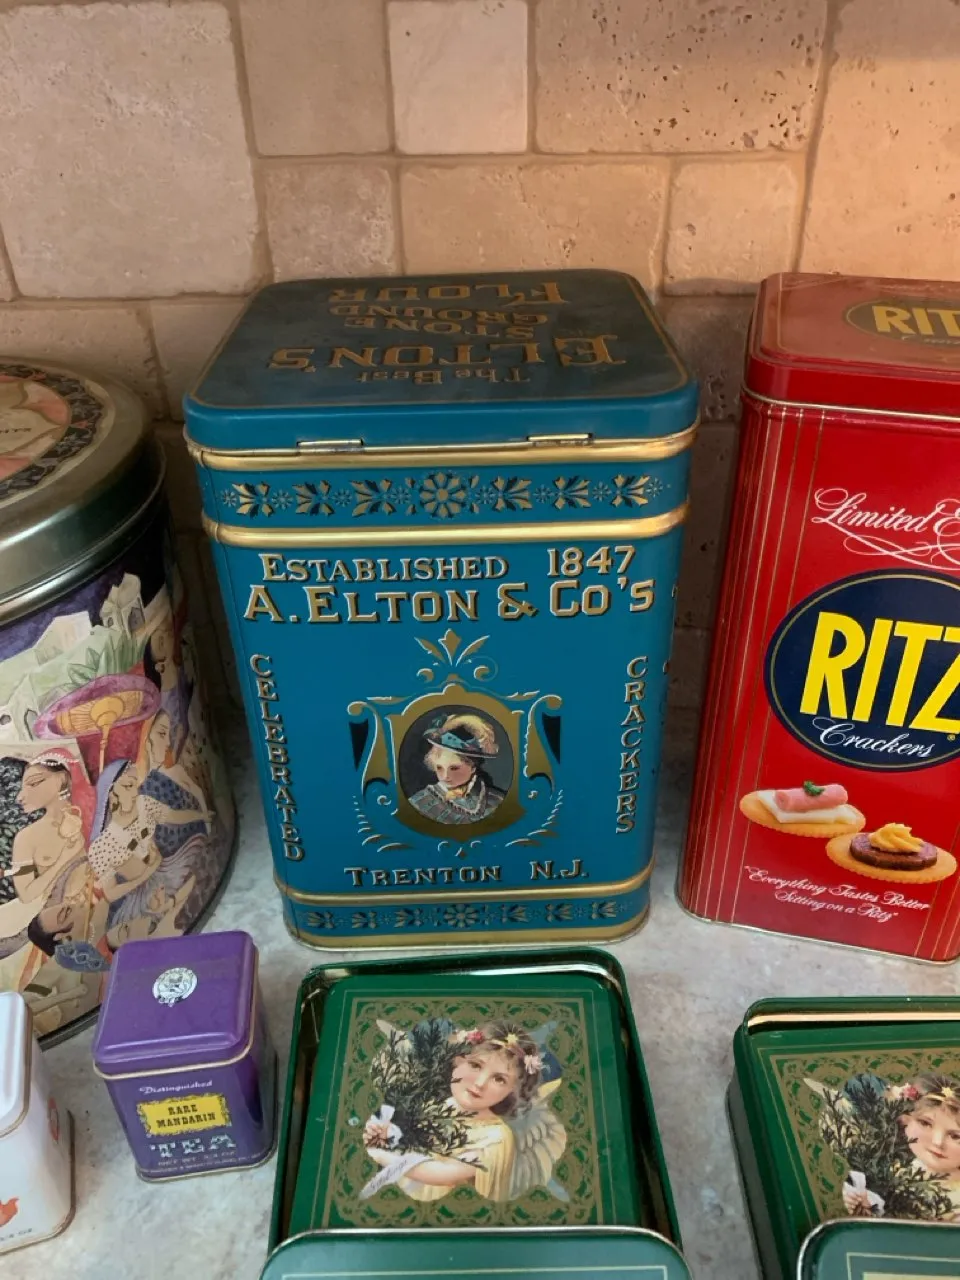 The Best
ELTON'S
STONE
GROUND
FLOUR
ESTABLISHED 1847
A. ELTON & CO'S
CELEBRATED
CRACKERS
TRENTON N.J.
RIT
Limited E
RITZ
Crackers
"Everything Tastes Better
Sitting on a Ritz"
Distinguished
RARE
MANDARIN
TEA
Greetings